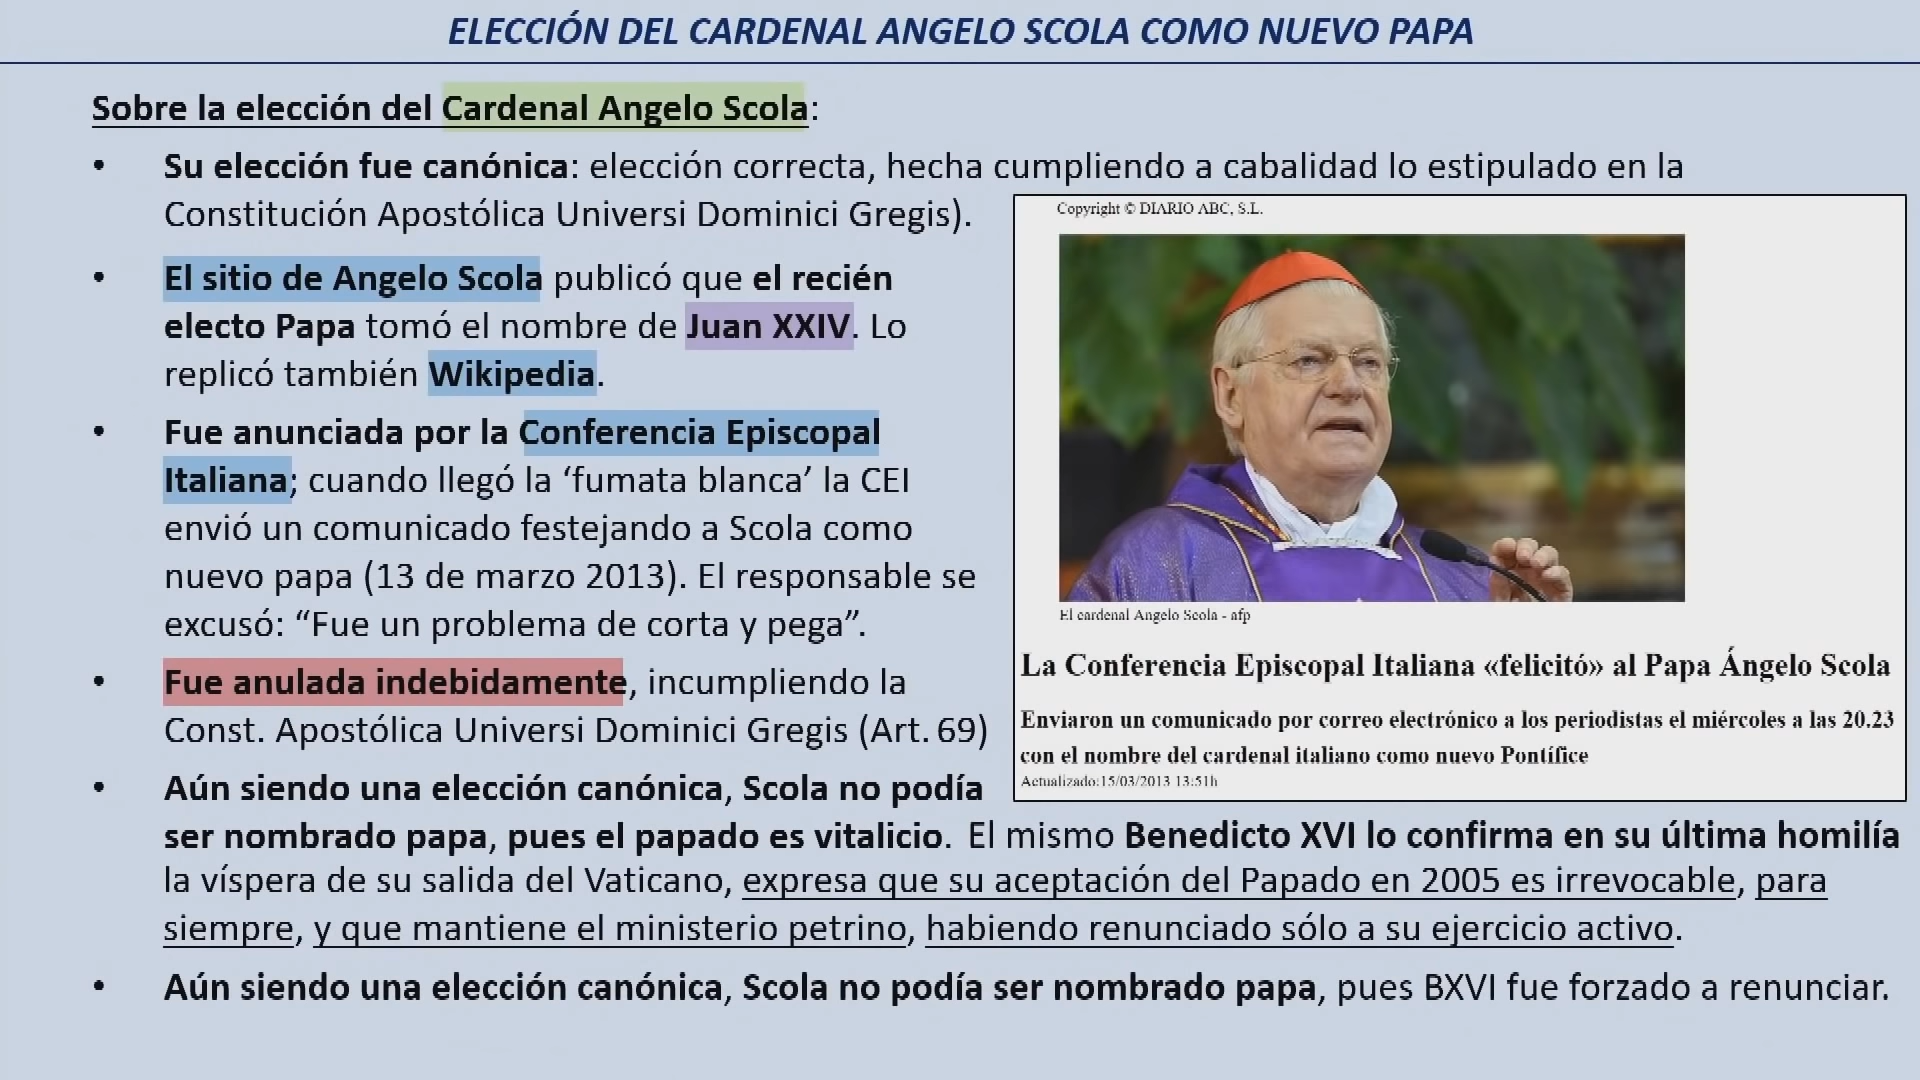 ELECCIÓN DEL CARDENAL ANGELO SCOLA COMO NUEVO PAPA
Sobre la elección del Cardenal Angelo Scola:
• Su elección fue canónica: elección correcta, hecha cumpliendo a cabalidad lo estipulado en la
Constitución Apostólica Universi Dominici Gregis).
• El sitio de Angelo Scola publicó que el recién
electo Papa tomó el nombre de Juan XXIV. Lo
replicó también Wikipedia.
• Fue anunciada por la Conferencia Episcopal
Italiana; cuando llegó la ‘fumata blanca’ la CEI
envió un comunicado festejando a Scola como
nuevo papa (13 de marzo 2013). El responsable se
excusó: “Fue un problema de corta y pega”.
• Fue anulada indebidamente, incumpliendo la
Const. Apostólica Universi Dominici Gregis (Art. 69)
• Aún siendo una elección canónica, Scola no podía
ser nombrado papa, pues el papado es vitalicio. El mismo Benedicto XVI lo confirma en su última homilía
la víspera de su salida del Vaticano, expresa que su aceptación del Papado en 2005 es irrevocable, para
siempre, y que mantiene el ministerio petrino, habiendo renunciado sólo a su ejercicio activo.
• Aún siendo una elección canónica, Scola no podía ser nombrado papa, pues BXVI fue forzado a renunciar.
Copyright © DIARIO ABC, S.L.
El cardenal Angelo Scola - afp
La Conferencia Episcopal Italiana «felicitó» al Papa Ángelo Scola
Enviaron un comunicado por correo electrónico a los periodistas el miércoles a las 20.23
con el nombre del cardenal italiano como nuevo Pontífice
Actualizado:15/03/2013 13:51h